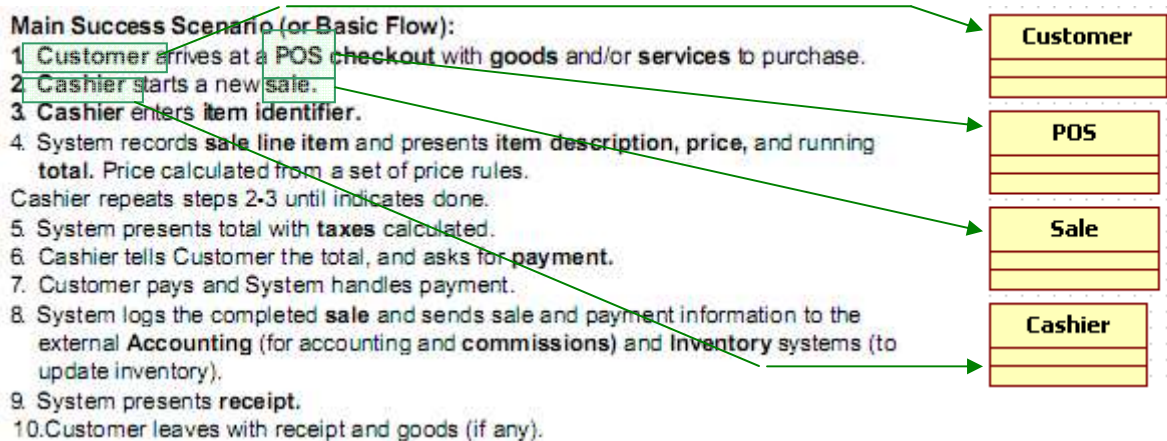 Main Success Scenario (or Basic Flow):
1. Customer arrives at a POS checkout with goods and/or services to purchase.
2. Cashier starts a new sale.
3. Cashier enters item identifier.
4. System records sale line item and presents item description, price, and running
total. Price calculated from a set of price rules.
Cashier repeats steps 2-3 until indicates done.
5. System presents total with taxes calculated.
6. Cashier tells Customer the total, and asks for payment.
7. Customer pays and System handles payment.
8. System logs the completed sale and sends sale and payment information to the
external Accounting (for accounting and commissions) and Inventory systems (to
update inventory).
9. System presents receipt.
10.Customer leaves with receipt and goods (if any).
Customer
POS
Sale
Cashier